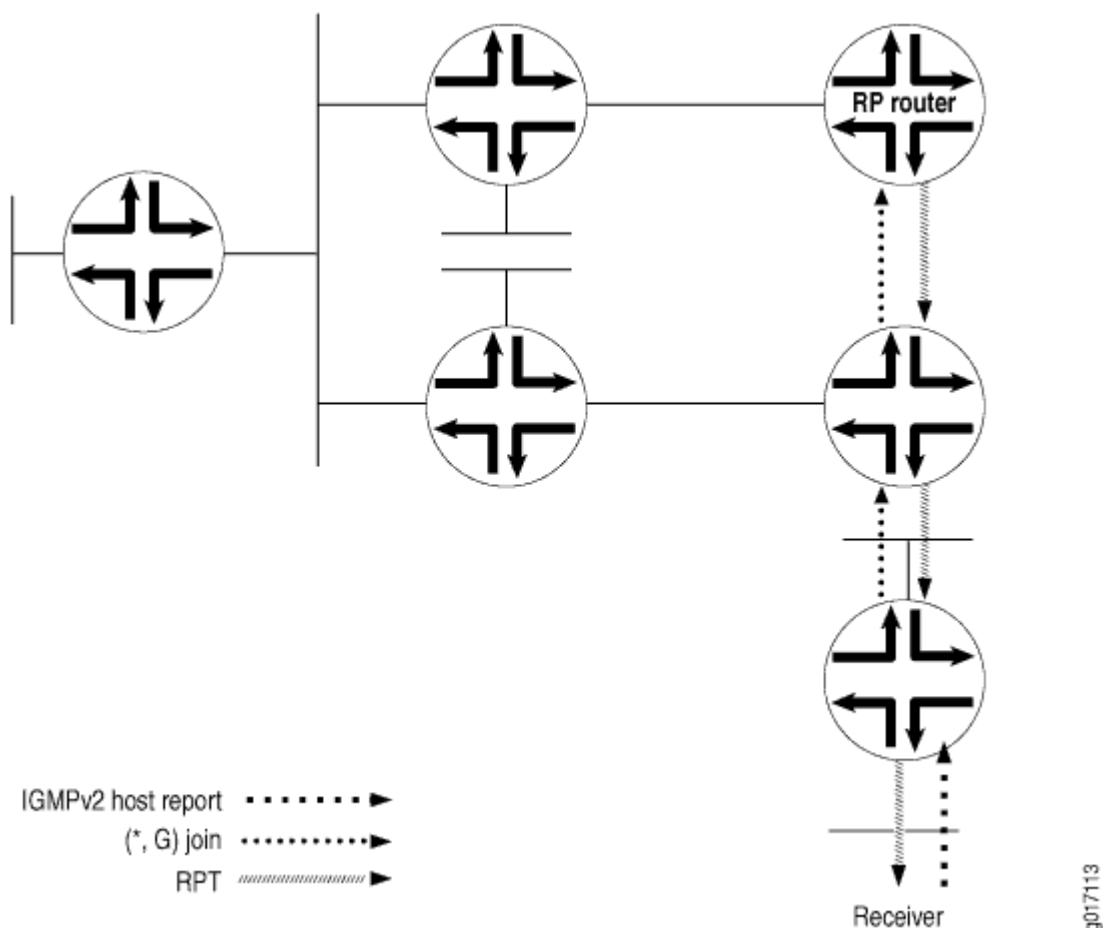 RP router
IGMPv2 host report
(*, G) join
RPT
Receiver
g017113